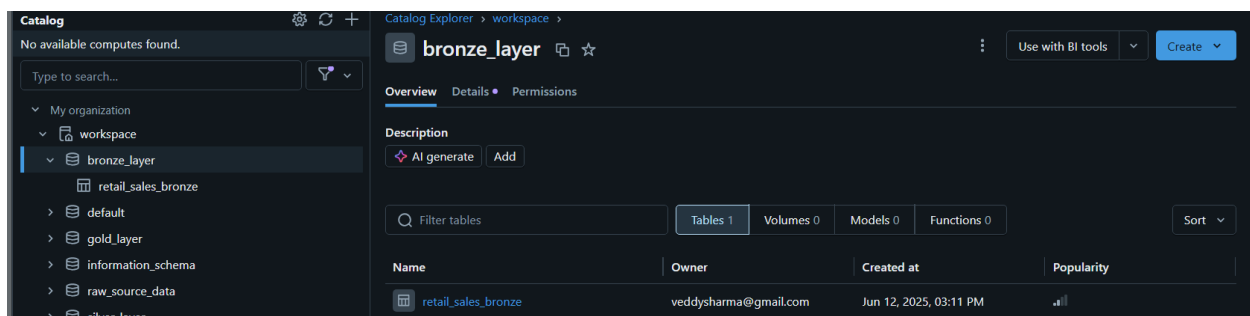 Catalog
No available computes found.
Type to search...
My organization
workspace
bronze_layer
retail_sales_bronze
default
gold_layer
information_schema
raw_source_data
silver_layer
Catalog Explorer > workspace >
bronze_layer
Use with BI tools
Create
Overview Details Permissions
Description
AI generate Add
Filter tables
Tables 1 Volumes 0 Models 0 Functions 0
Sort
Name Owner Created at Popularity
retail_sales_bronze veddysharma@gmail.com Jun 12, 2025, 03:11 PM